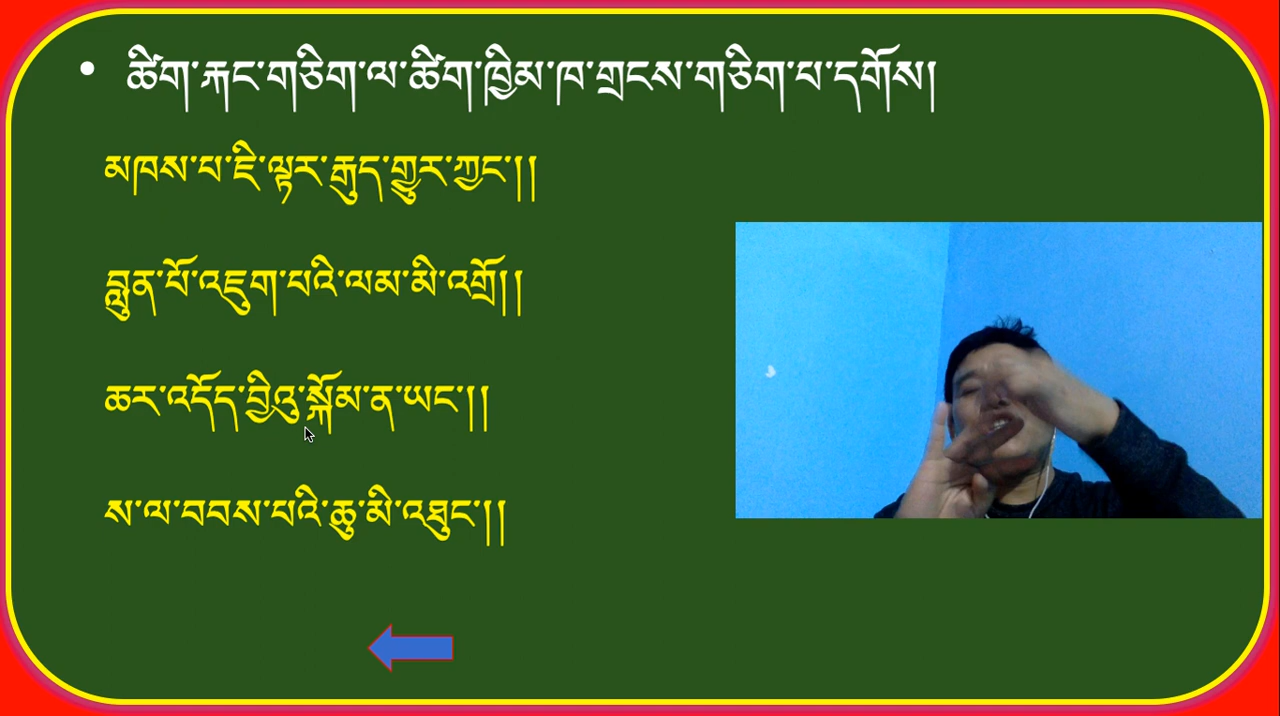 • ཚིག་རྐང་གཅིག་ལ་ཚིག་ཁྱིམ་ཁ་གྲངས་གཅིག་པ་དགོས།
མཁས་པ་ཇི་ལྟར་རྒུད་གྱུར་ཀྱང་།།
བླུན་པོ་འཇུག་པའི་ལམ་མི་འགྲོ།།
ཆར་འདོད་བྱིའུ་སྐོམ་ན་ཡང་།།
ས་ལ་བབས་པའི་ཆུ་མི་འཐུང་།།